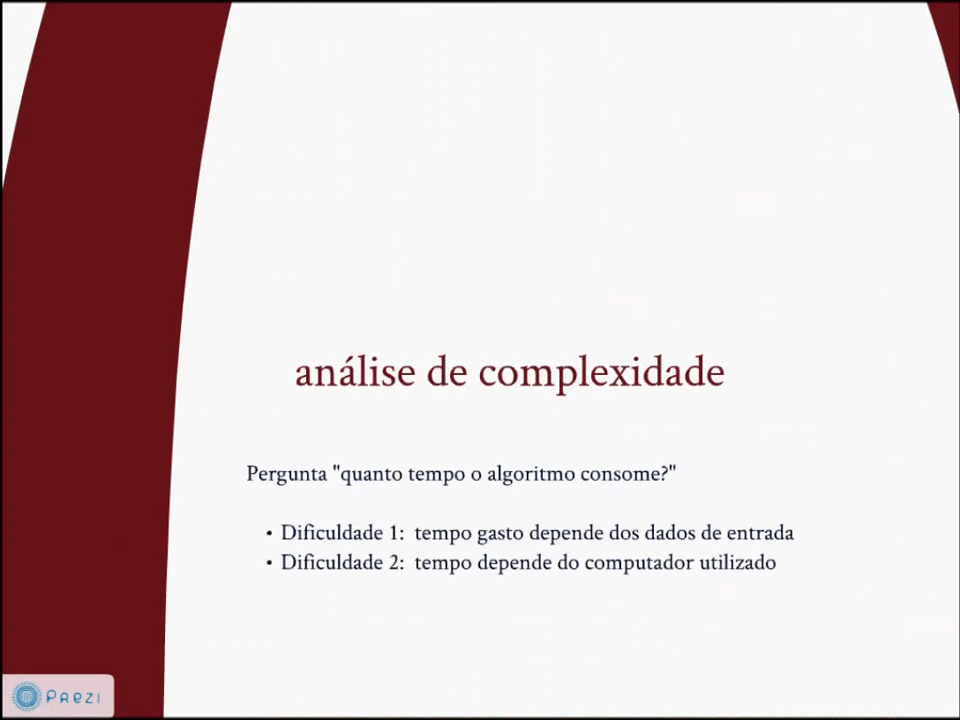 análise de complexidade
Pergunta "quanto tempo o algoritmo consome?"
• Dificuldade 1:  tempo gasto depende dos dados de entrada
• Dificuldade 2:  tempo depende do computador utilizado
Prezi